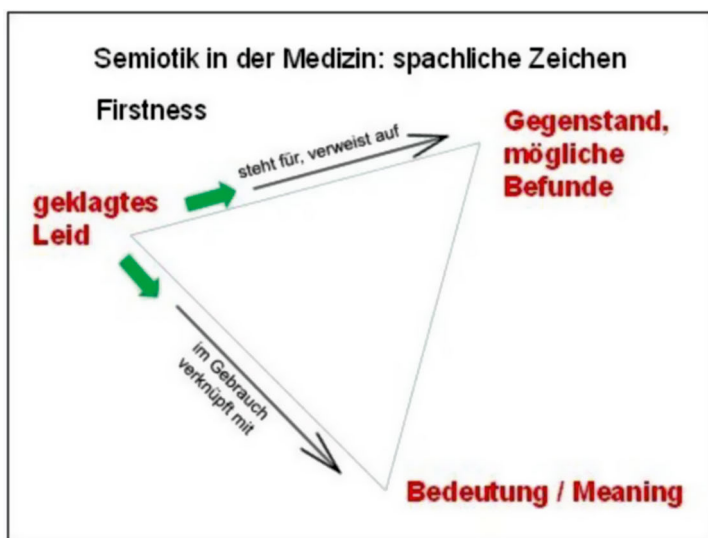 Semiotik in der Medizin: spachliche Zeichen
Firstness
steht für, verweist auf
Gegenstand,
mögliche
Befunde
geklagtes
Leid
im Gebrauch
verknüpft mit
Bedeutung / Meaning